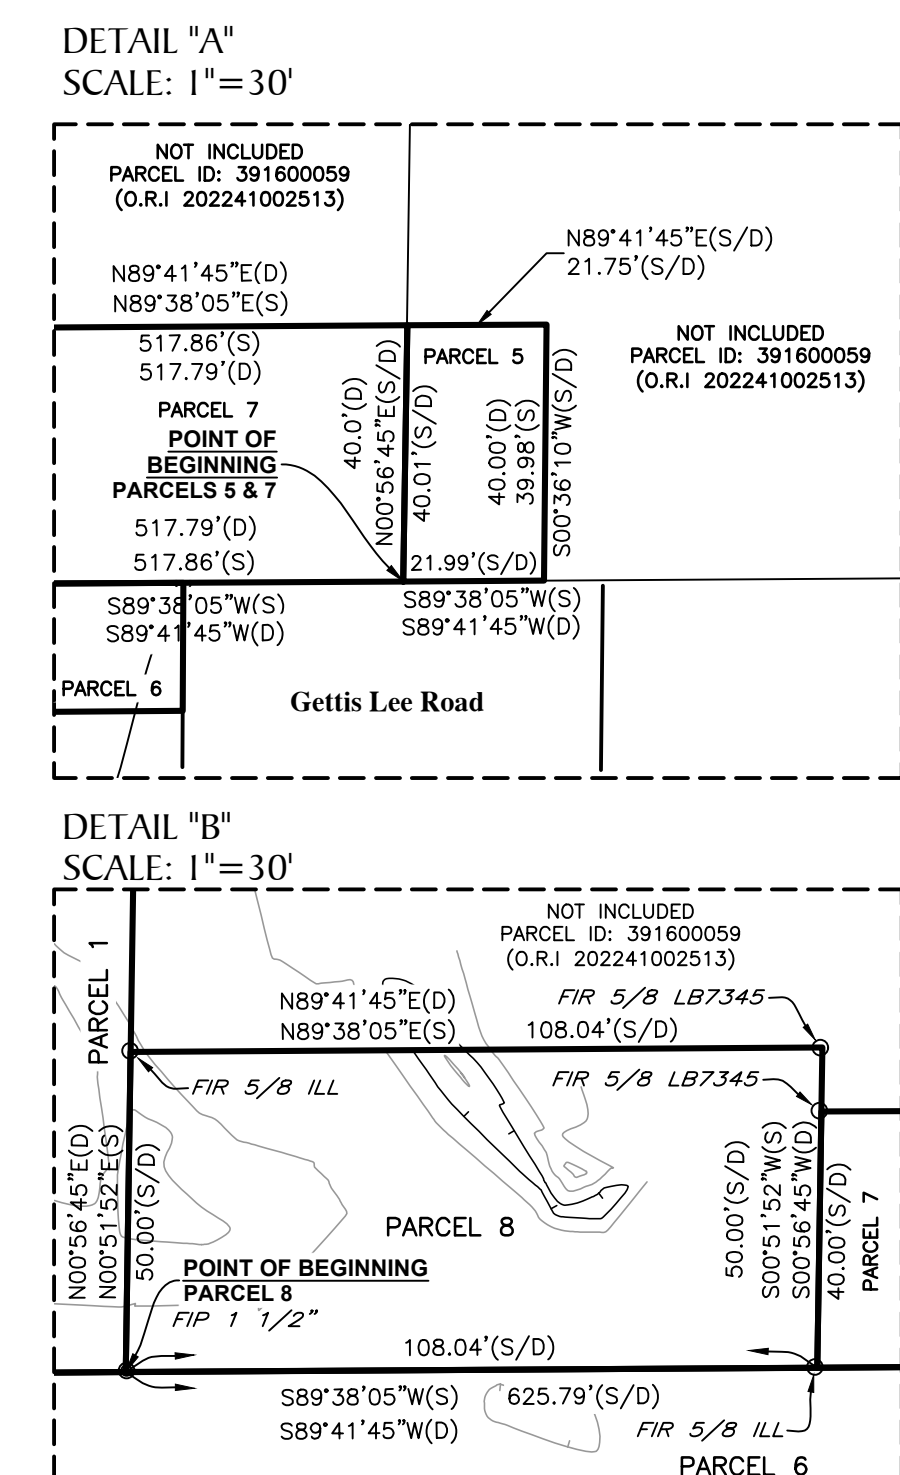 DETAIL "A"
SCALE: 1"=30'
NOT INCLUDED
PARCEL ID: 391600059
(O.R.I 202241002513)
N89°41'45"E(S/D)
21.75'(S/D)
N89°41'45"E(D)
N89°38'05"E(S)
517.86'(S)
517.79'(D)
NOT INCLUDED
PARCEL ID: 391600059
(O.R.I 202241002513)
PARCEL 5
PARCEL 7
POINT OF
BEGINNING
PARCELS 5 & 7
40.0'(D)
N00°56'45"E(S/D)
40.01'(S/D)
40.00'(D)
39.98'(S)
S00°36'10"W(S/D)
517.79'(D)
517.86'(S)
21.99'(S/D)
S89°38'05"W(S)
S89°41'45"W(D)
S89°38'05"W(S)
S89°41'45"W(D)
PARCEL 6
Gettis Lee Road
DETAIL "B"
SCALE: 1"=30'
NOT INCLUDED
PARCEL ID: 391600059
(O.R.I 202241002513)
PARCEL 1
N89°41'45"E(D)
N89°38'05"E(S)
108.04'(S/D)
FIR 5/8 LB7345
FIR 5/8 ILL
FIR 5/8 LB7345
N00°56'45"E(D)
N00°51'52"E(S)
50.00'(S/D)
PARCEL 8
50.00'(S/D)
S00°51'52"W(S)
S00°56'45"W(D)
40.00'(S/D)
PARCEL 7
POINT OF BEGINNING
PARCEL 8
FIP 1 1/2"
108.04'(S/D)
S89°38'05"W(S)
625.79'(S/D)
S89°41'45"W(D)
FIR 5/8 ILL
PARCEL 6